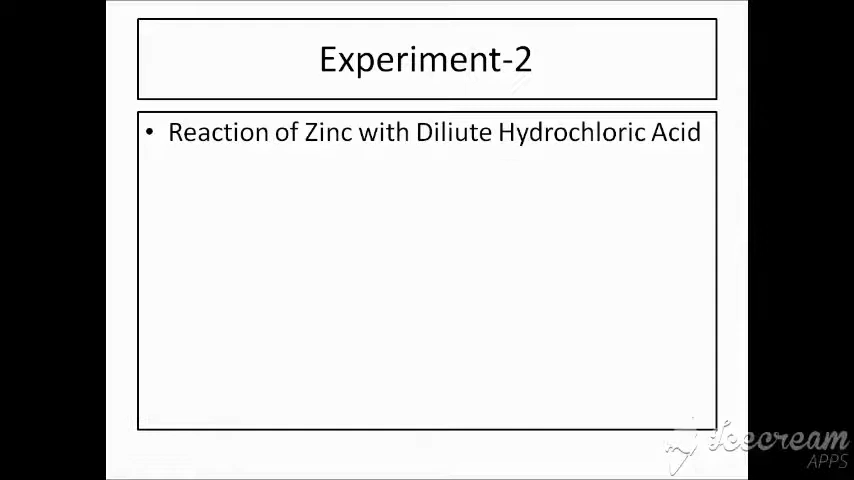 Experiment-2
• Reaction of Zinc with Diliute Hydrochloric Acid
Icecream
APPS